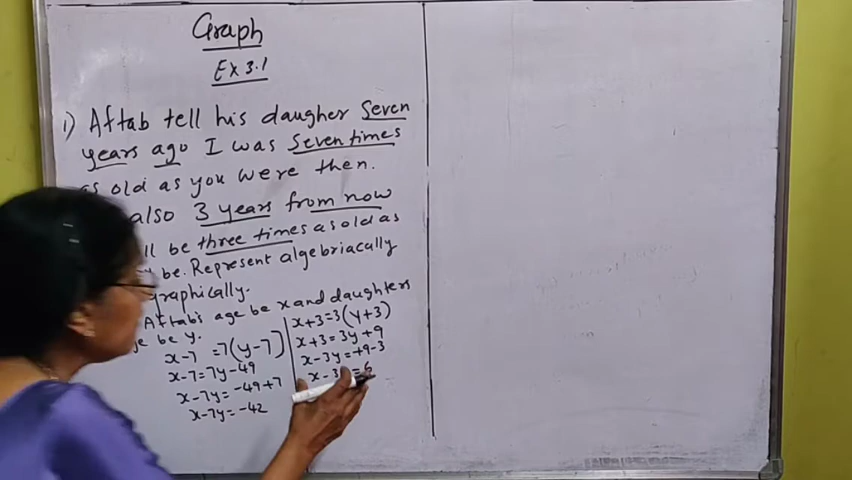 Graph
Ex 3.1
1) Aftab tell his daugher Seven
years ago I was Seven times
as old as you were then.
also 3 years from now
be three times as old as
be. Represent algebriacally
graphically.
Aftab's age be x and daughters
be y.
x-7 = 7(y-7)
x-7 = 7y-49
x-7y = -49+7
x-7y = -42
x+3=3(y+3)
x+3=3y+9
x-3y=+9-3
x-3 = 6